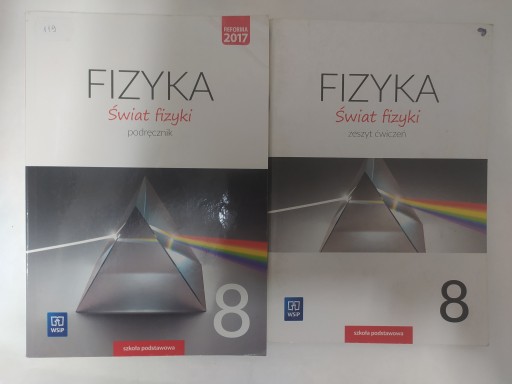 REFORMA
2017
FIZYKA
Świat fizyki
podręcznik
8
WSiP
szkoła podstawowa
FIZYKA
Świat fizyki
zeszyt ćwiczeń
8
WSiP
szkoła podstawowa